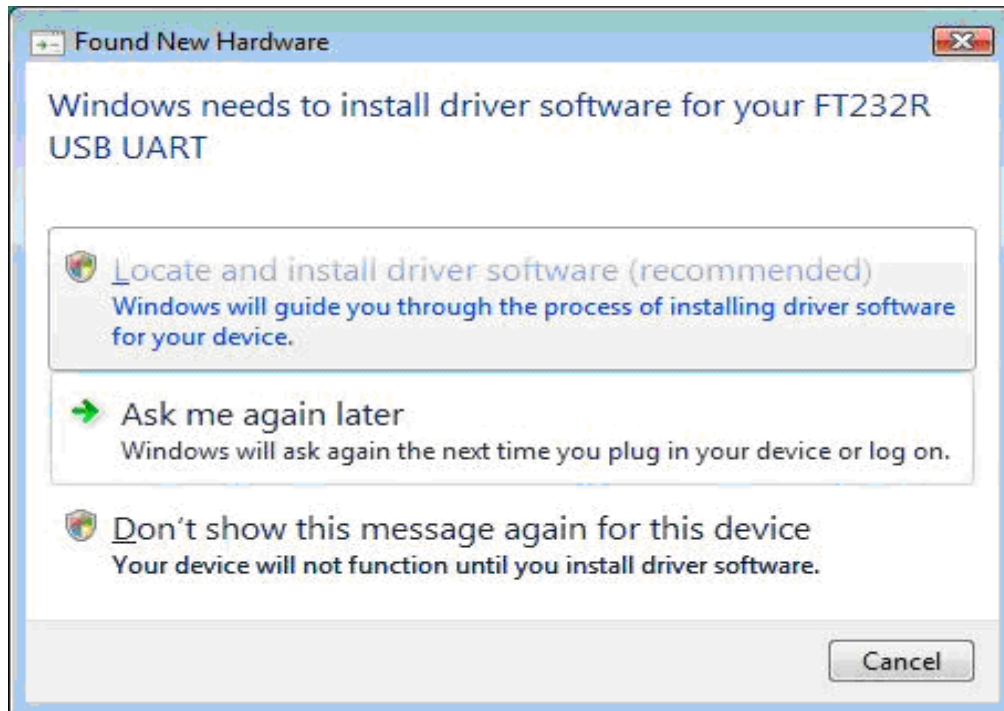 Found New Hardware
Windows needs to install driver software for your FT232R
USB UART
Locate and install driver software (recommended)
Windows will guide you through the process of installing driver software
for your device.
Ask me again later
Windows will ask again the next time you plug in your device or log on.
Don't show this message again for this device
Your device will not function until you install driver software.
Cancel